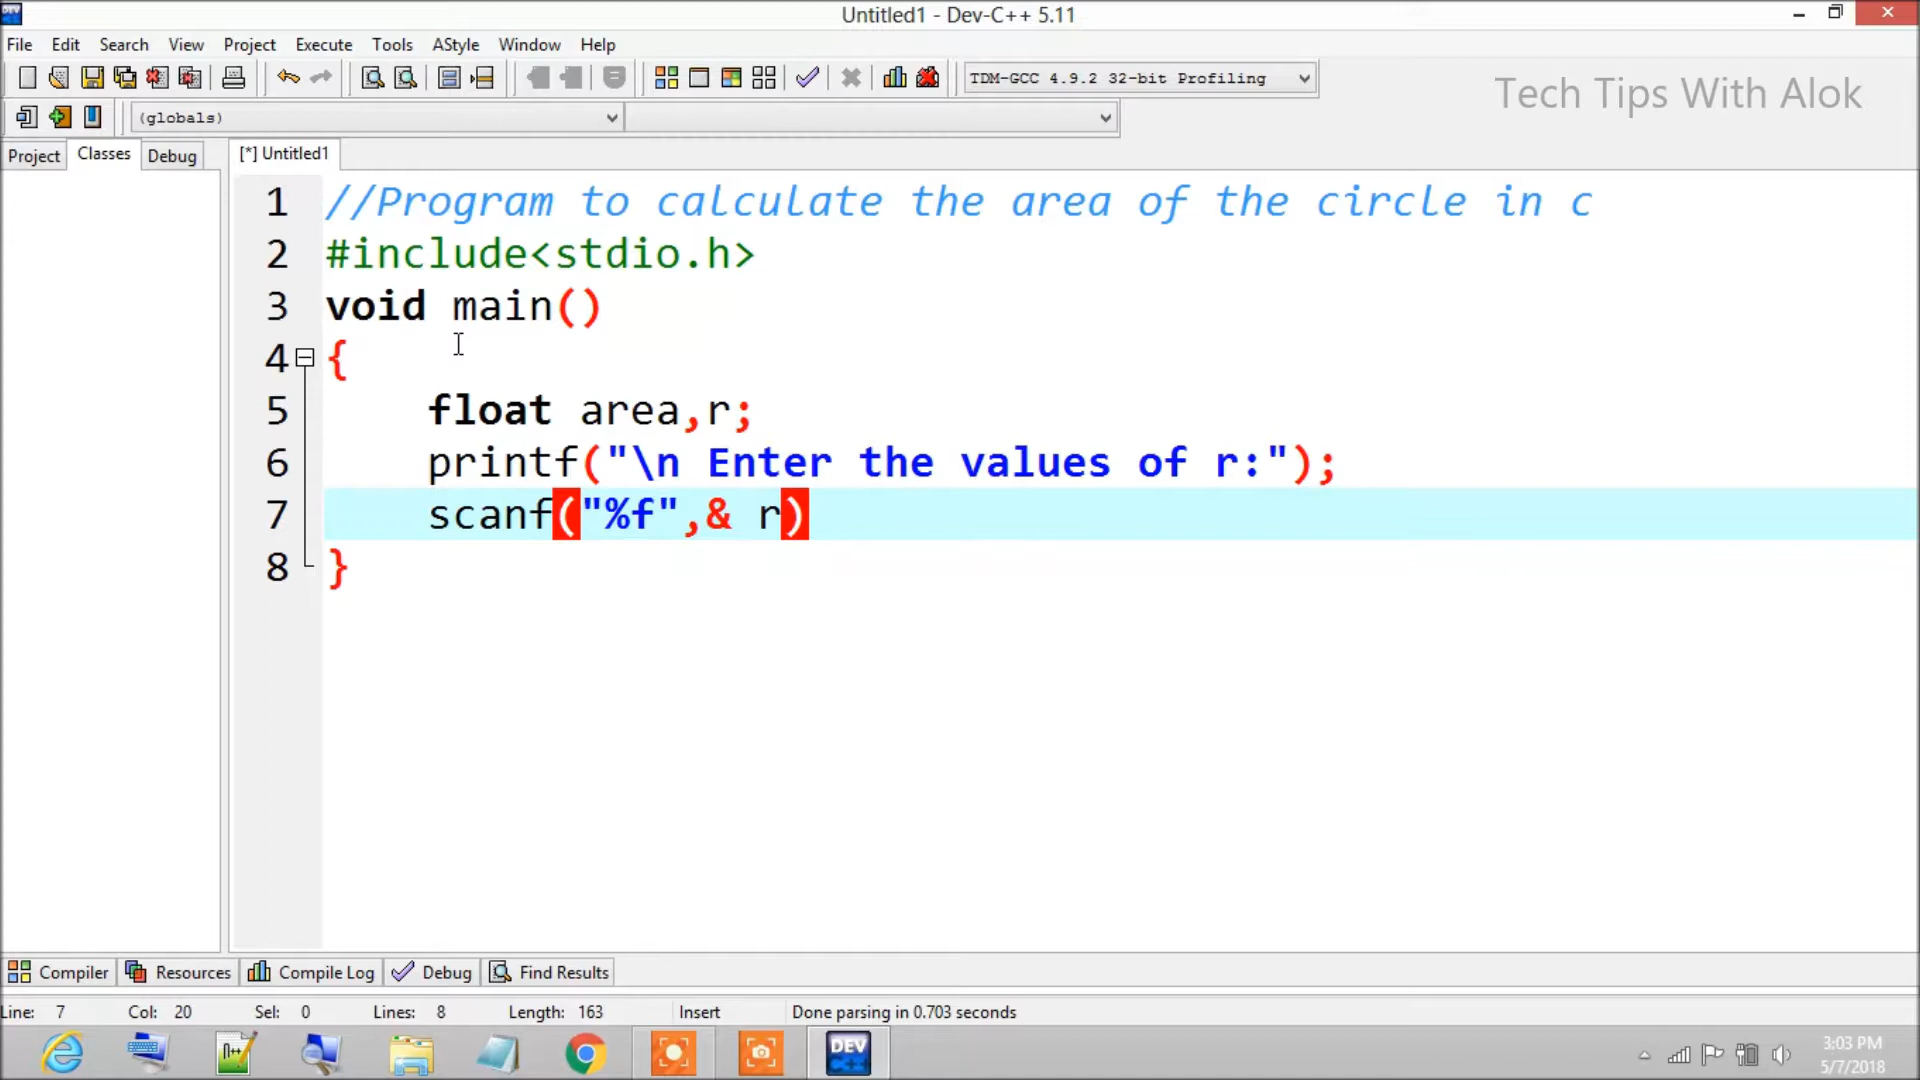 Untitled1 - Dev-C++ 5.11
File Edit Search View Project Execute Tools AStyle Window Help
TDM-GCC 4.9.2 32-bit Profiling
Tech Tips With Alok
(globals)
Project Classes Debug [*] Untitled1
1 //Program to calculate the area of the circle in c
2 #include<stdio.h>
3 void main()
4 {
5 float area,r;
6 printf("\n Enter the values of r:");
7 scanf("%f",& r)
8 }
Compiler Resources Compile Log Debug Find Results
Line: 7 Col: 20 Sel: 0 Lines: 8 Length: 163 Insert Done parsing in 0.703 seconds
DEV C++
3:03 PM
5/7/2018